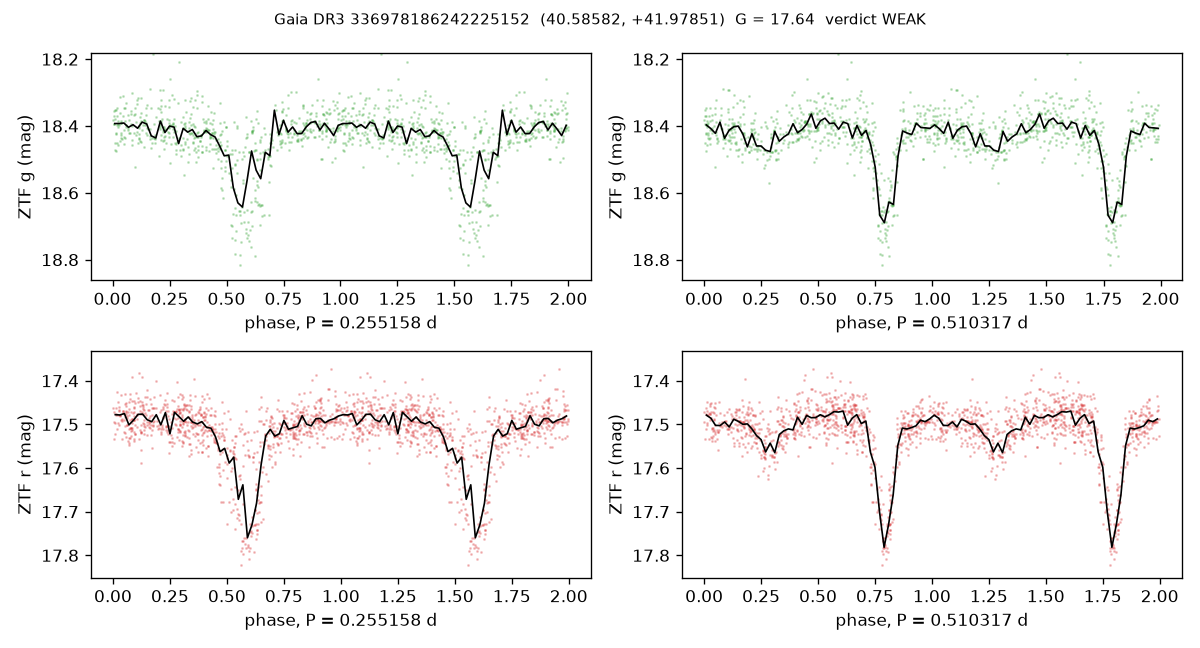 Gaia DR3 336978186242225152  (40.58582, +41.97851)  G = 17.64  verdict WEAK
ZTF g (mag)
18.2
18.4
18.6
18.8
0.00 0.25 0.50 0.75 1.00 1.25 1.50 1.75 2.00
phase, P = 0.255158 d
ZTF g (mag)
18.2
18.4
18.6
18.8
0.00 0.25 0.50 0.75 1.00 1.25 1.50 1.75 2.00
phase, P = 0.510317 d
ZTF r (mag)
17.4
17.5
17.6
17.7
17.8
0.00 0.25 0.50 0.75 1.00 1.25 1.50 1.75 2.00
phase, P = 0.255158 d
ZTF r (mag)
17.4
17.5
17.6
17.7
17.8
0.00 0.25 0.50 0.75 1.00 1.25 1.50 1.75 2.00
phase, P = 0.510317 d